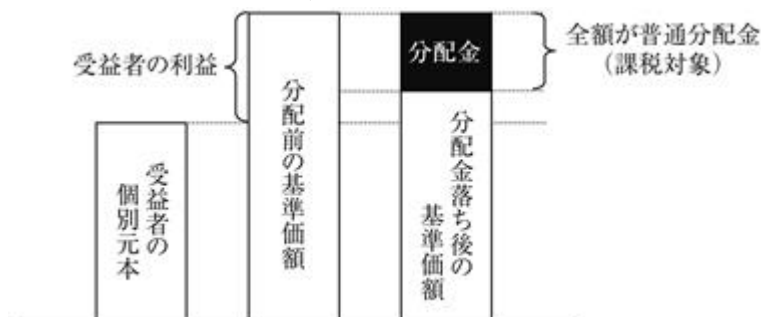 受益者の利益
受益者の
個別元本
分配前の基準価額
分配金
分配金落ち後の
基準価額
全額が普通分配金
（課税対象）